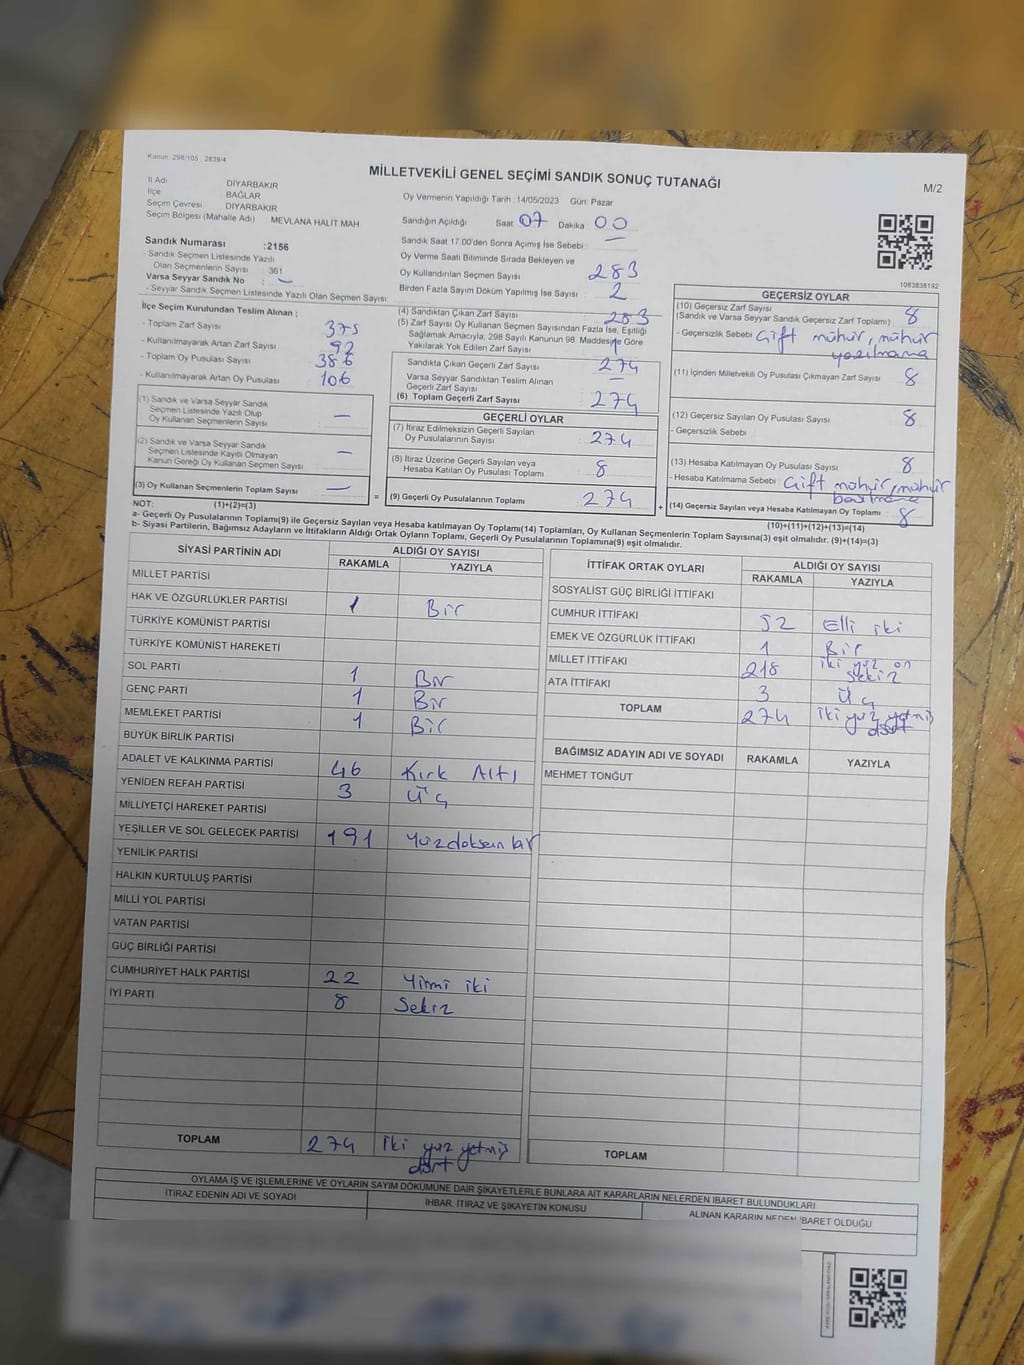 Kanun: 298/105 , 2839/4
MİLLETVEKİLİ GENEL SEÇİMİ SANDIK SONUÇ TUTANAĞI
M/2
İl Adı DİYARBAKIR
İlçe BAĞLAR
Seçim Çevresi DİYARBAKIR
Seçim Bölgesi (Mahalle Adı) MEVLANA HALİT MAH
Sandık Numarası :2156
- Sandık Seçmen Listesinde Yazılı
Olan Seçmenlerin Sayısı : 361
Varsa Seyyar Sandık No : –
- Seyyar Sandık Seçmen Listesinde Yazılı Olan Seçmen Sayısı:
Oy Vermenin Yapıldığı Tarih : 14/05/2023 Gün: Pazar
Sandığın Açıldığı Saat 07 Dakika 00
Sandık Saat 17.00'den Sonra Açımış İse Sebebi : –
Oy Verme Saati Bitiminde Sırada Bekleyen ve
Oy Kullandırılan Seçmen Sayısı 283
Birden Fazla Sayım Döküm Yapılmış İse Sayısı : 2
1083838192
İlçe Seçim Kurulundan Teslim Alınan ;
- Toplam Zarf Sayısı 375
- Kullanılmayarak Artan Zarf Sayısı 92
- Toplam Oy Pusulası Sayısı 386
- Kullanılmayarak Artan Oy Pusulası 106
(1) Sandık ve Varsa Seyyar Sandık
Seçmen Listesinde Yazılı Olup
Oy Kullanan Seçmenlerin Sayısı –
(2) Sandık ve Varsa Seyyar Sandık
Seçmen Listesinde Kayıtlı Olmayan
Kanun Gereği Oy Kullanan Seçmen Sayısı –
(3) Oy Kullanan Seçmenlerin Toplam Sayısı –
(1)+(2)=(3)
(4) Sandıktan Çıkan Zarf Sayısı 283
(5) Zarf Sayısı Oy Kullanan Seçmen Sayısından Fazla İse, Eşitliği
Sağlamak Amacıyla; 298 Sayılı Kanunun 98. Maddesine Göre
Yakılarak Yok Edilen Zarf Sayısı 1
Sandıkta Çıkan Geçerli Zarf Sayısı 274
Varsa Seyyar Sandıktan Teslim Alınan
Geçerli Zarf Sayısı –
(6) Toplam Geçerli Zarf Sayısı 274
GEÇERLİ OYLAR
(7) İtiraz Edilmeksizin Geçerli Sayılan
Oy Pusulalarının Sayısı 274
(8) İtiraz Üzerine Geçerli Sayılan veya
Hesaba Katılan Oy Pusulası Toplamı 8
= (9) Geçerli Oy Pusulalarının Toplamı 274 +
GEÇERSİZ OYLAR
(10) Geçersiz Zarf Sayısı
(Sandık ve Varsa Seyyar Sandık Geçersiz Zarf Toplamı) 8
- Geçersizlik Sebebi : Çift mühür, mühür
yazılmama
(11) İçinden Milletvekili Oy Pusulası Çıkmayan Zarf Sayısı 8
(12) Geçersiz Sayılan Oy Pusulası Sayısı 8
- Geçersizlik Sebebi
(13) Hesaba Katılmayan Oy Pusulası Sayısı 8
- Hesaba Katılmama Sebebi : Çift mühür, mühür
basılmama
(14) Geçersiz Sayılan veya Hesaba Katılmayan Oy Toplamı 8
(10)+(11)+(12)+(13)=(14)
NOT:
a- Geçerli Oy Pusulalarının Toplamı(9) ile Geçersiz Sayılan veya Hesaba katılmayan Oy Toplamı(14) Toplamları, Oy Kullanan Seçmenlerin Toplam Sayısına(3) eşit olmalıdır. (9)+(14)=(3)
b- Siyasi Partilerin, Bağımsız Adayların ve İttifakların Aldığı Ortak Oyların Toplamı, Geçerli Oy Pusulalarının Toplamına(9) eşit olmalıdır.
SİYASİ PARTİNİN ADI ALDIĞI OY SAYISI
RAKAMLA YAZIYLA
MİLLET PARTİSİ
HAK VE ÖZGÜRLÜKLER PARTİSİ 1 Bir
TÜRKİYE KOMÜNİST PARTİSİ
TÜRKİYE KOMÜNİST HAREKETİ
SOL PARTİ 1 Bir
GENÇ PARTİ 1 Bir
MEMLEKET PARTİSİ 1 Bir
BÜYÜK BİRLİK PARTİSİ
ADALET VE KALKINMA PARTİSİ 46 Kırk Altı
YENİDEN REFAH PARTİSİ 3 Üç
MİLLİYETÇİ HAREKET PARTİSİ
YEŞİLLER VE SOL GELECEK PARTİSİ 191 Yüzdoksan bir
YENİLİK PARTİSİ
HALKIN KURTULUŞ PARTİSİ
MİLLİ YOL PARTİSİ
VATAN PARTİSİ
GÜÇ BİRLİĞİ PARTİSİ
CUMHURİYET HALK PARTİSİ 22 Yirmi iki
İYİ PARTİ 8 Sekiz
TOPLAM 274 İki yüz yetmiş
dört
İTTİFAK ORTAK OYLARI ALDIĞI OY SAYISI
RAKAMLA YAZIYLA
SOSYALİST GÜÇ BİRLİĞİ İTTİFAKI
CUMHUR İTTİFAKI 52 Elli iki
EMEK VE ÖZGÜRLÜK İTTİFAKI 1 Bir
MİLLET İTTİFAKI 218 iki yüz on
sekiz
ATA İTTİFAKI 3 Üç
TOPLAM 274 iki yüz yetmiş
dört
BAĞIMSIZ ADAYIN ADI VE SOYADI RAKAMLA YAZIYLA
MEHMET TONĞUT
TOPLAM
OYLAMA İŞ VE İŞLEMLERİNE VE OYLARIN SAYIM DÖKÜMÜNE DAİR ŞİKAYETLERLE BUNLARA AİT KARARLARIN NELERDEN İBARET BULUNDUKLARI
İTİRAZ EDENİN ADI VE SOYADI İHBAR, İTİRAZ VE ŞİKAYETİN KONUSU ALINAN KARARIN NEDEN İBARET OLDUĞU